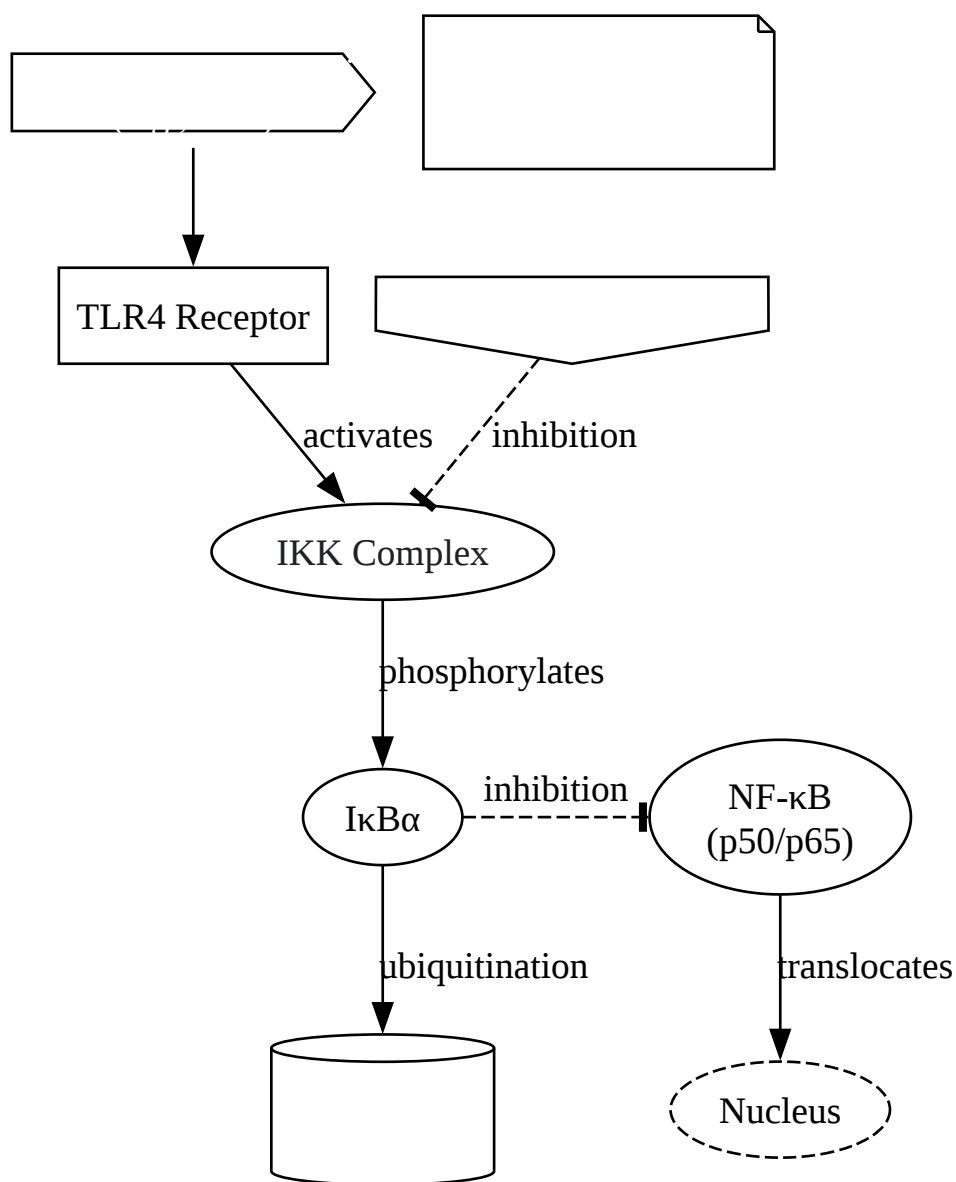 TLR4 Receptor
activates
inhibition
IKK Complex
phosphorylates
inhibition
IκBα
NF-κB
(p50/p65)
ubiquitination
translocates
Nucleus